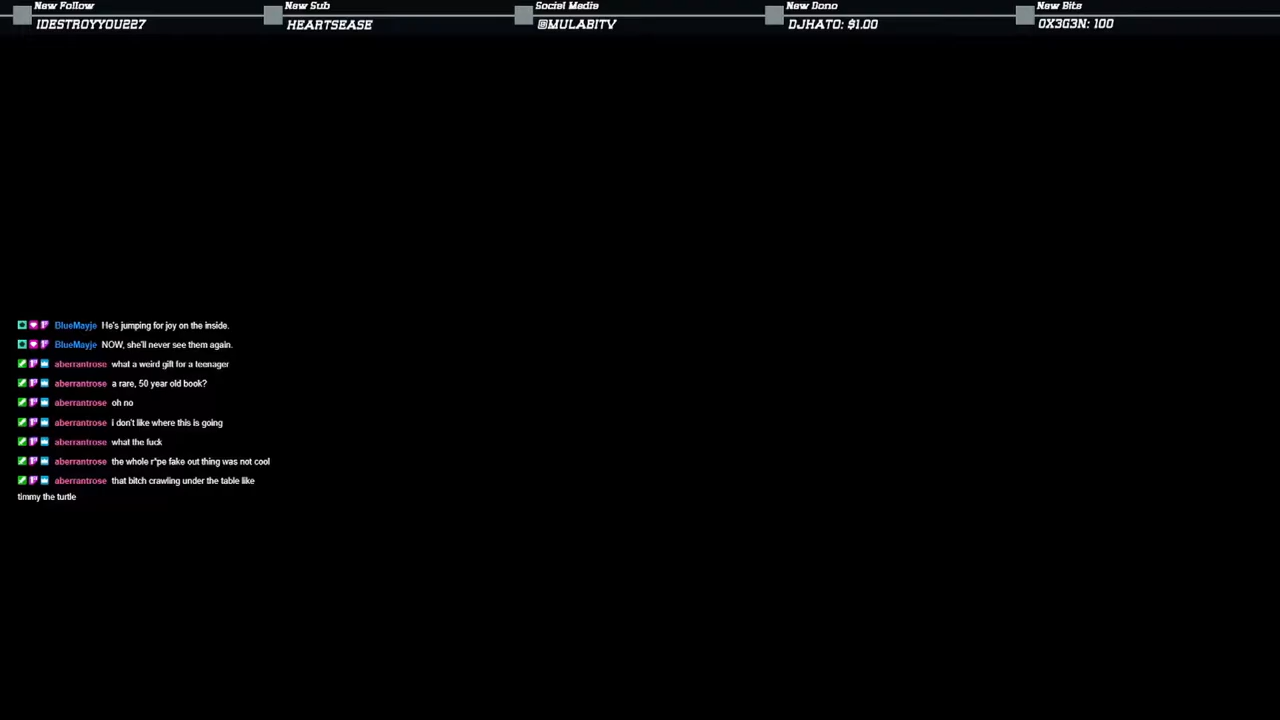 New Follow
IDESTROYYOU227
New Sub
HEARTSEASE
Social Media
@MULABITV
New Dono
DJHATO: $1.00
New Bits
0X3G3N: 100
BlueMayje He's jumping for joy on the inside.
BlueMayje NOW, she'll never see them again.
aberrantrose what a weird gift for a teenager
aberrantrose a rare, 50 year old book?
aberrantrose oh no
aberrantrose i don't like where this is going
aberrantrose what the fuck
aberrantrose the whole r*pe fake out thing was not cool
aberrantrose that bitch crawling under the table like
timmy the turtle